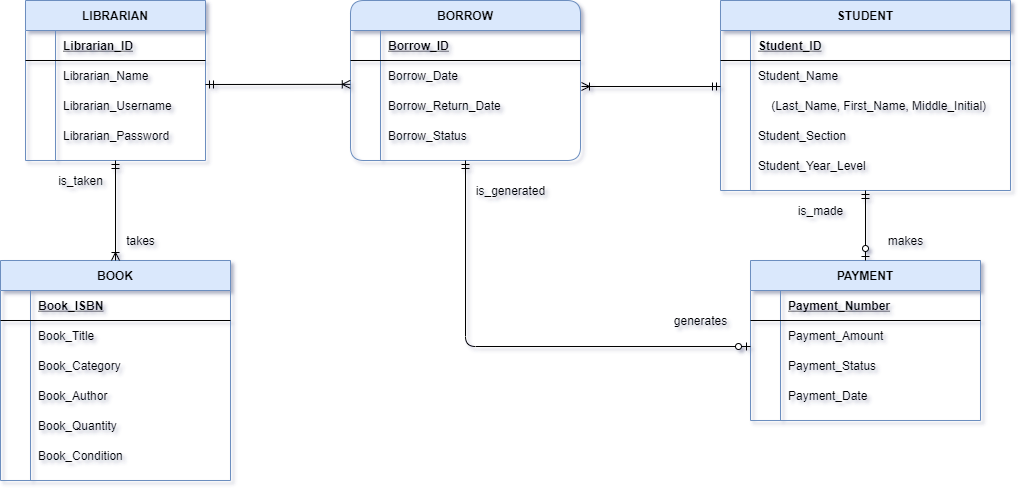 LIBRARIAN
Librarian_ID
Librarian_Name
Librarian_Username
Librarian_Password
BORROW
Borrow_ID
Borrow_Date
Borrow_Return_Date
Borrow_Status
STUDENT
Student_ID
Student_Name
(Last_Name, First_Name, Middle_Initial)
Student_Section
Student_Year_Level
is_taken
takes
is_generated
generates
is_made
makes
BOOK
Book_ISBN
Book_Title
Book_Category
Book_Author
Book_Quantity
Book_Condition
PAYMENT
Payment_Number
Payment_Amount
Payment_Status
Payment_Date